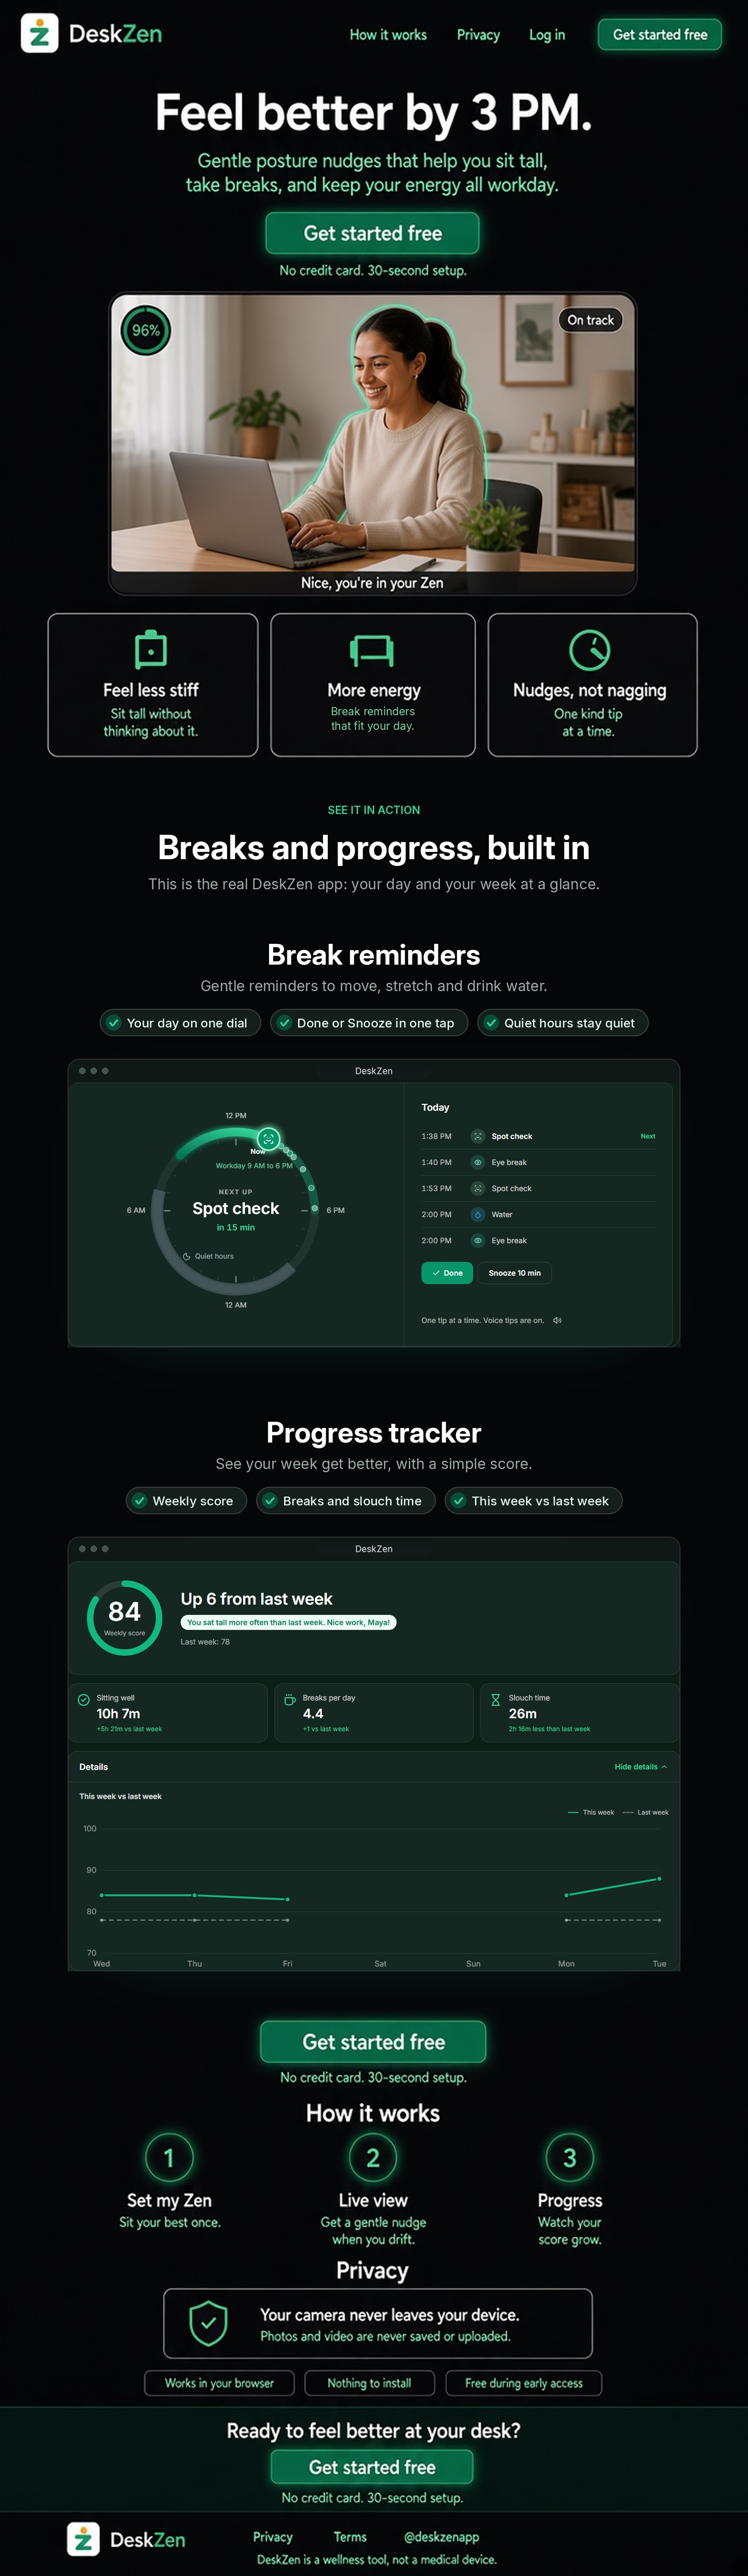 DeskZen
How it works
Privacy
Log in
Get started free
Feel better by 3 PM.
Gentle posture nudges that help you sit tall,
take breaks, and keep your energy all workday.
Get started free
No credit card. 30-second setup.
96%
On track
Nice, you're in your Zen
Feel less stiff
Sit tall without
thinking about it.
More energy
Break reminders
that fit your day.
Nudges, not nagging
One kind tip
at a time.
SEE IT IN ACTION
Breaks and progress, built in
This is the real DeskZen app: your day and your week at a glance.
Break reminders
Gentle reminders to move, stretch and drink water.
Your day on one dial
Done or Snooze in one tap
Quiet hours stay quiet
DeskZen
12 PM
Now
Workday 9 AM to 6 PM
NEXT UP
6 AM
Spot check
6 PM
in 15 min
Quiet hours
12 AM
Today
1:38 PM Spot check Next
1:40 PM Eye break
1:53 PM Spot check
2:00 PM Water
2:00 PM Eye break
Done
Snooze 10 min
One tip at a time. Voice tips are on.
Progress tracker
See your week get better, with a simple score.
Weekly score
Breaks and slouch time
This week vs last week
DeskZen
84
Weekly score
Up 6 from last week
You sat tall more often than last week. Nice work, Maya!
Last week: 78
Sitting well
10h 7m
+5h 21m vs last week
Breaks per day
4.4
+1 vs last week
Slouch time
26m
2h 16m less than last week
Details
Hide details
This week vs last week
This week
Last week
100
90
80
70
Wed Thu Fri Sat Sun Mon Tue
Get started free
No credit card. 30-second setup.
How it works
1
Set my Zen
Sit your best once.
2
Live view
Get a gentle nudge
when you drift.
3
Progress
Watch your
score grow.
Privacy
Your camera never leaves your device.
Photos and video are never saved or uploaded.
Works in your browser
Nothing to install
Free during early access
Ready to feel better at your desk?
Get started free
No credit card. 30-second setup.
DeskZen
Privacy
Terms
@deskzenapp
DeskZen is a wellness tool, not a medical device.